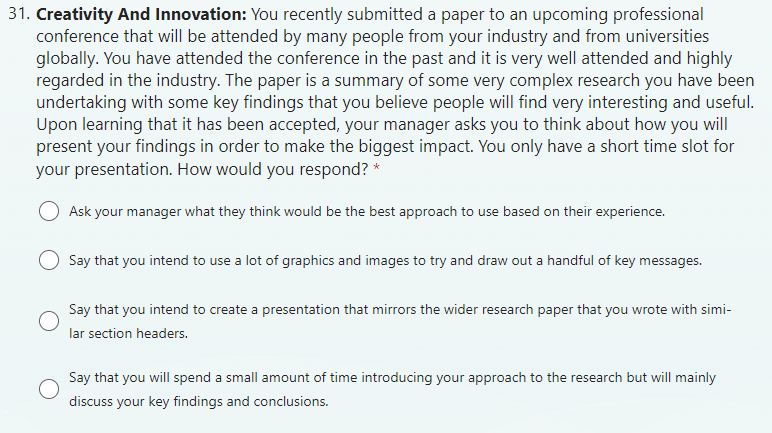 31. Creativity And Innovation: You recently submitted a paper to an upcoming professional
conference that will be attended by many people from your industry and from universities
globally. You have attended the conference in the past and it is very well attended and highly
regarded in the industry. The paper is a summary of some very complex research you have been
undertaking with some key findings that you believe people will find very interesting and useful.
Upon learning that it has been accepted, your manager asks you to think about how you will
present your findings in order to make the biggest impact. You only have a short time slot for
your presentation. How would you respond? *
Ask your manager what they think would be the best approach to use based on their experience.
Say that you intend to use a lot of graphics and images to try and draw out a handful of key messages.
Say that you intend to create a presentation that mirrors the wider research paper that you wrote with simi-
lar section headers.
Say that you will spend a small amount of time introducing your approach to the research but will mainly
discuss your key findings and conclusions.